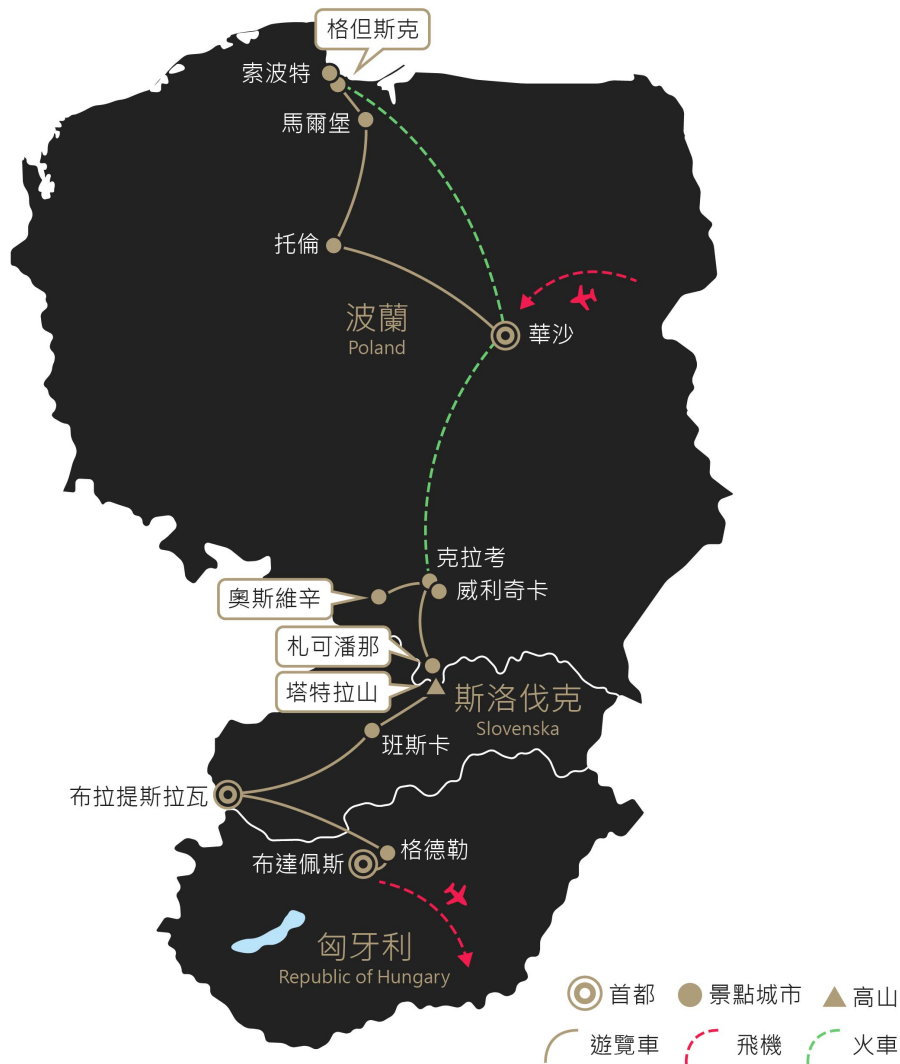 格但斯克
索波特
馬爾堡
托倫
波蘭
Poland
華沙
克拉考
威利奇卡
奧斯維辛
札可潘那
塔特拉山
斯洛伐克
Slovenska
班斯卡
布拉提斯拉瓦
格德勒
布達佩斯
匈牙利
Republic of Hungary
首都 景點城市 高山
遊覽車 飛機 火車